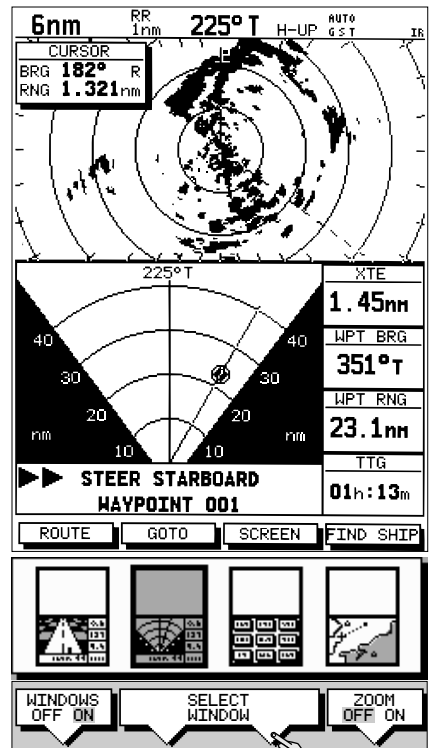 6nm RR 1nm 225°T H-UP AUTO GST IR
CURSOR
BRG 182° R
RNG 1.321nm
225°T
40 40
30 30
20 20
nm nm
10 10
STEER STARBOARD
WAYPOINT 001
XTE
1.45nm
WPT BRG
351°T
WPT RNG
23.1nm
TTG
01h:13m
ROUTE GOTO SCREEN FIND SHIP
WINDOWS
OFF ON
SELECT
WINDOW
ZOOM
OFF ON